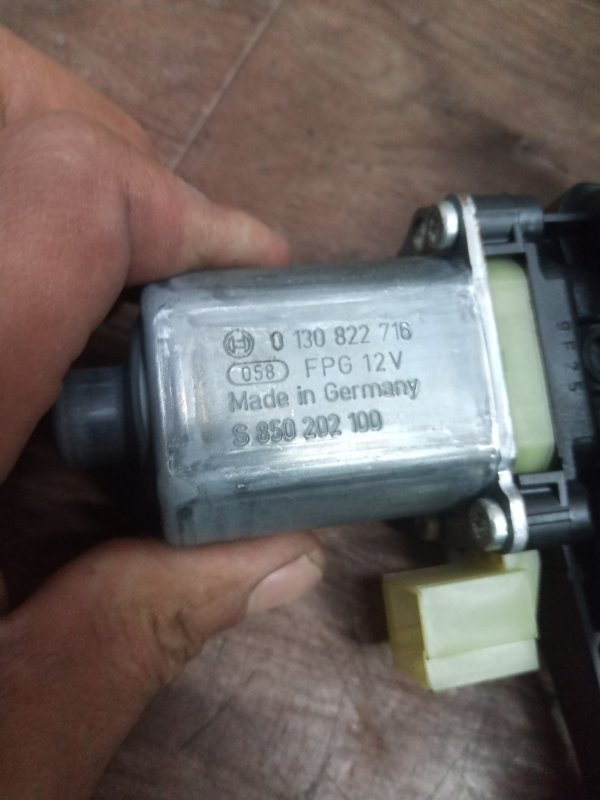 0 130 822 716
058 FPG 12V
Made in Germany
S 850 202 100